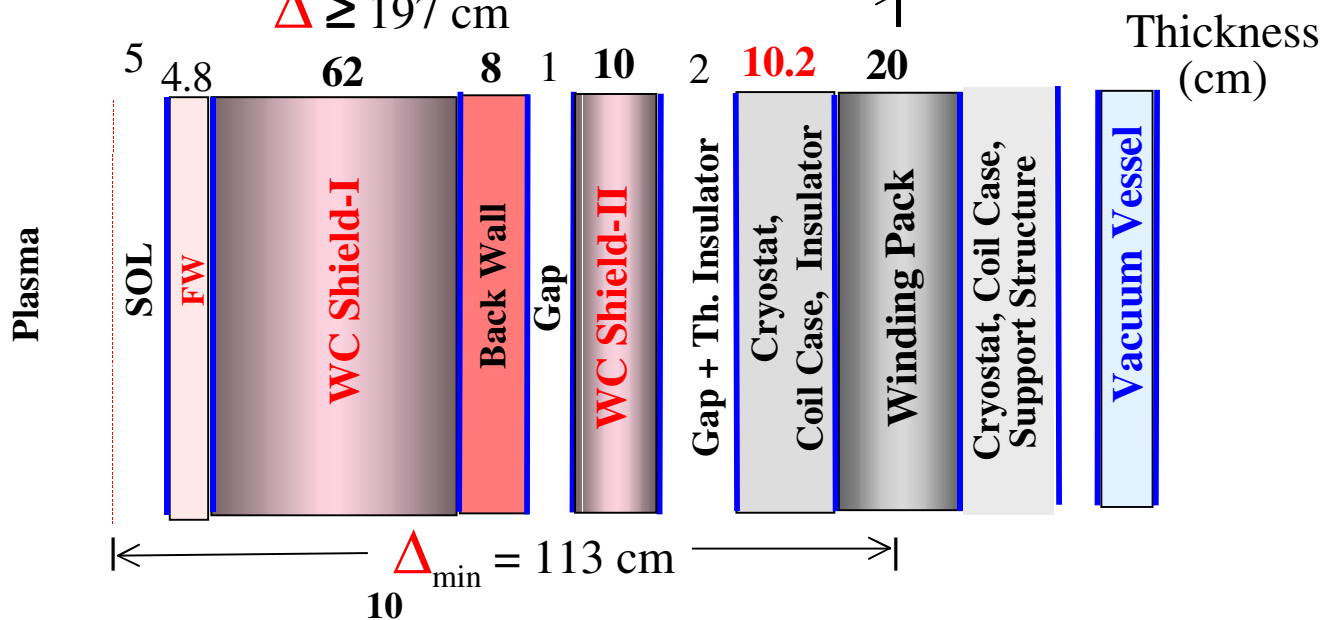 Δ ≥ 197 cm
Thickness
(cm)
5
4.8
62
8
1
10
2
10.2
20
Plasma
SOL
FW
WC Shield-I
Back Wall
Gap
WC Shield-II
Gap + Th. Insulator
Cryostat,
Coil Case, Insulator
Winding Pack
Cryostat, Coil Case,
Support Structure
Vacuum Vessel
Δmin = 113 cm
10